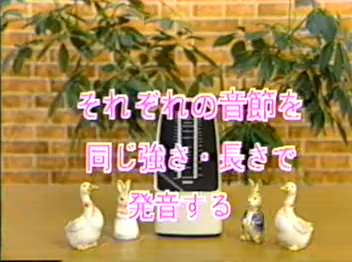 それぞれの音節を
同じ強さ・長さで
発音する